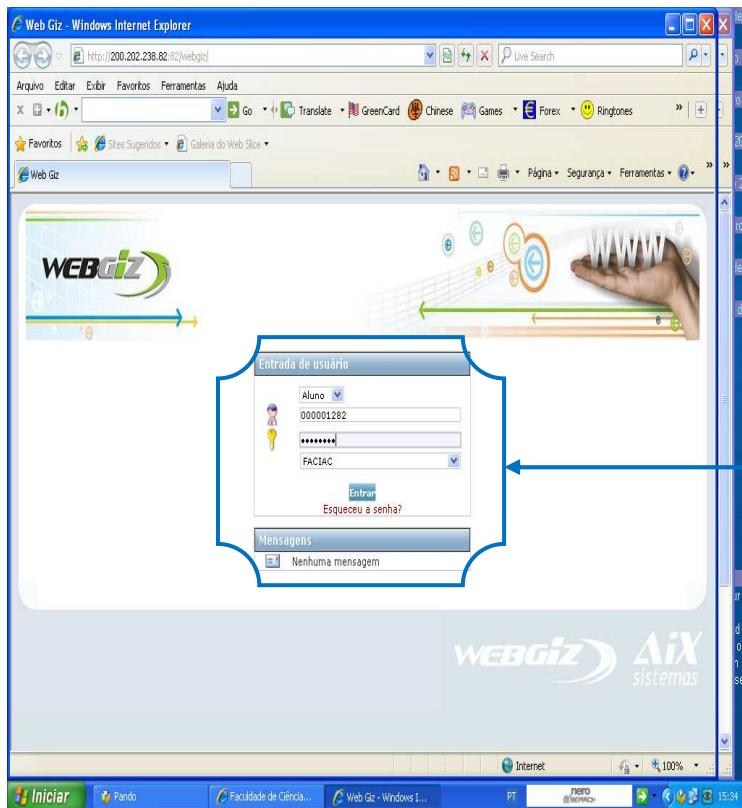 Web Giz - Windows Internet Explorer
http://200.202.238.82:82/webgiz/
Live Search
Arquivo Editar Exibir Favoritos Ferramentas Ajuda
X Go Translate GreenCard Chinese Games Forex Ringtones »
Favoritos Sites Sugeridos Galeria do Web Slice
Web Giz Página Segurança Ferramentas » »
WEBGIZ
WWW
Entrada de usuário
Aluno
000001282
••••••••
FACIAC
Entrar
Esqueceu a senha?
Mensagens
Nenhuma mensagem
WEBGIZ AiX
sistemas
Internet 100%
Iniciar Pando Faculdade de Ciência... Web Giz - Windows I... PT nero 15:34